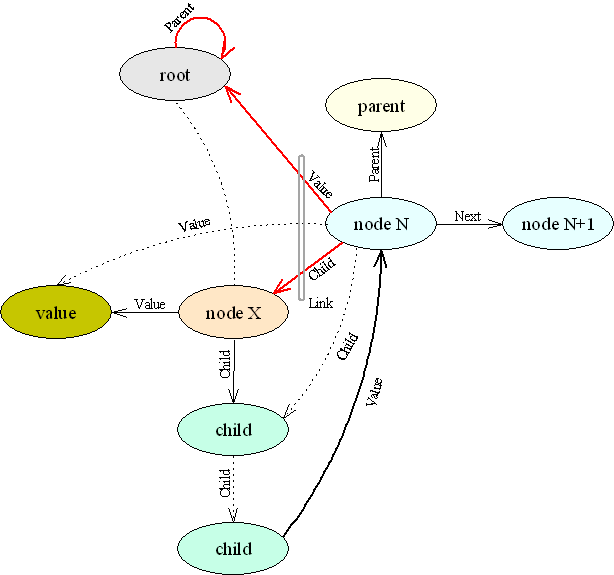 Parent
root
parent
Value
Parent
Value
node N
Next
node N+1
Child
value
Value
node X
Link
Child
Child
child
Value
Child
child